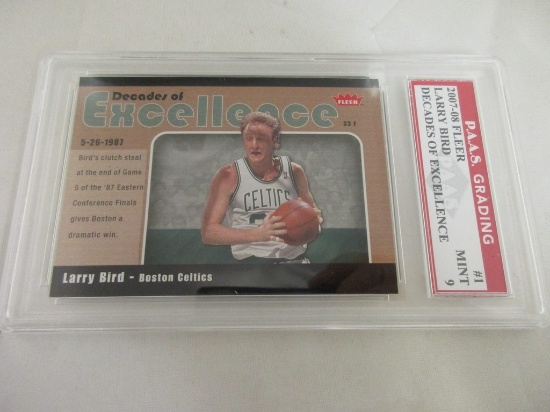 Decades of
Excellence
FLEER
33 f
5-26-1987
Bird's clutch steal
at the end of Game
5 of the '87 Eastern
Conference Finals
gives Boston a
dramatic win.
CELTICS
Larry Bird - Boston Celtics
P.A.A.S. GRADING
2007-08 FLEER #1
LARRY BIRD MINT
DECADES OF EXCELLENCE 9